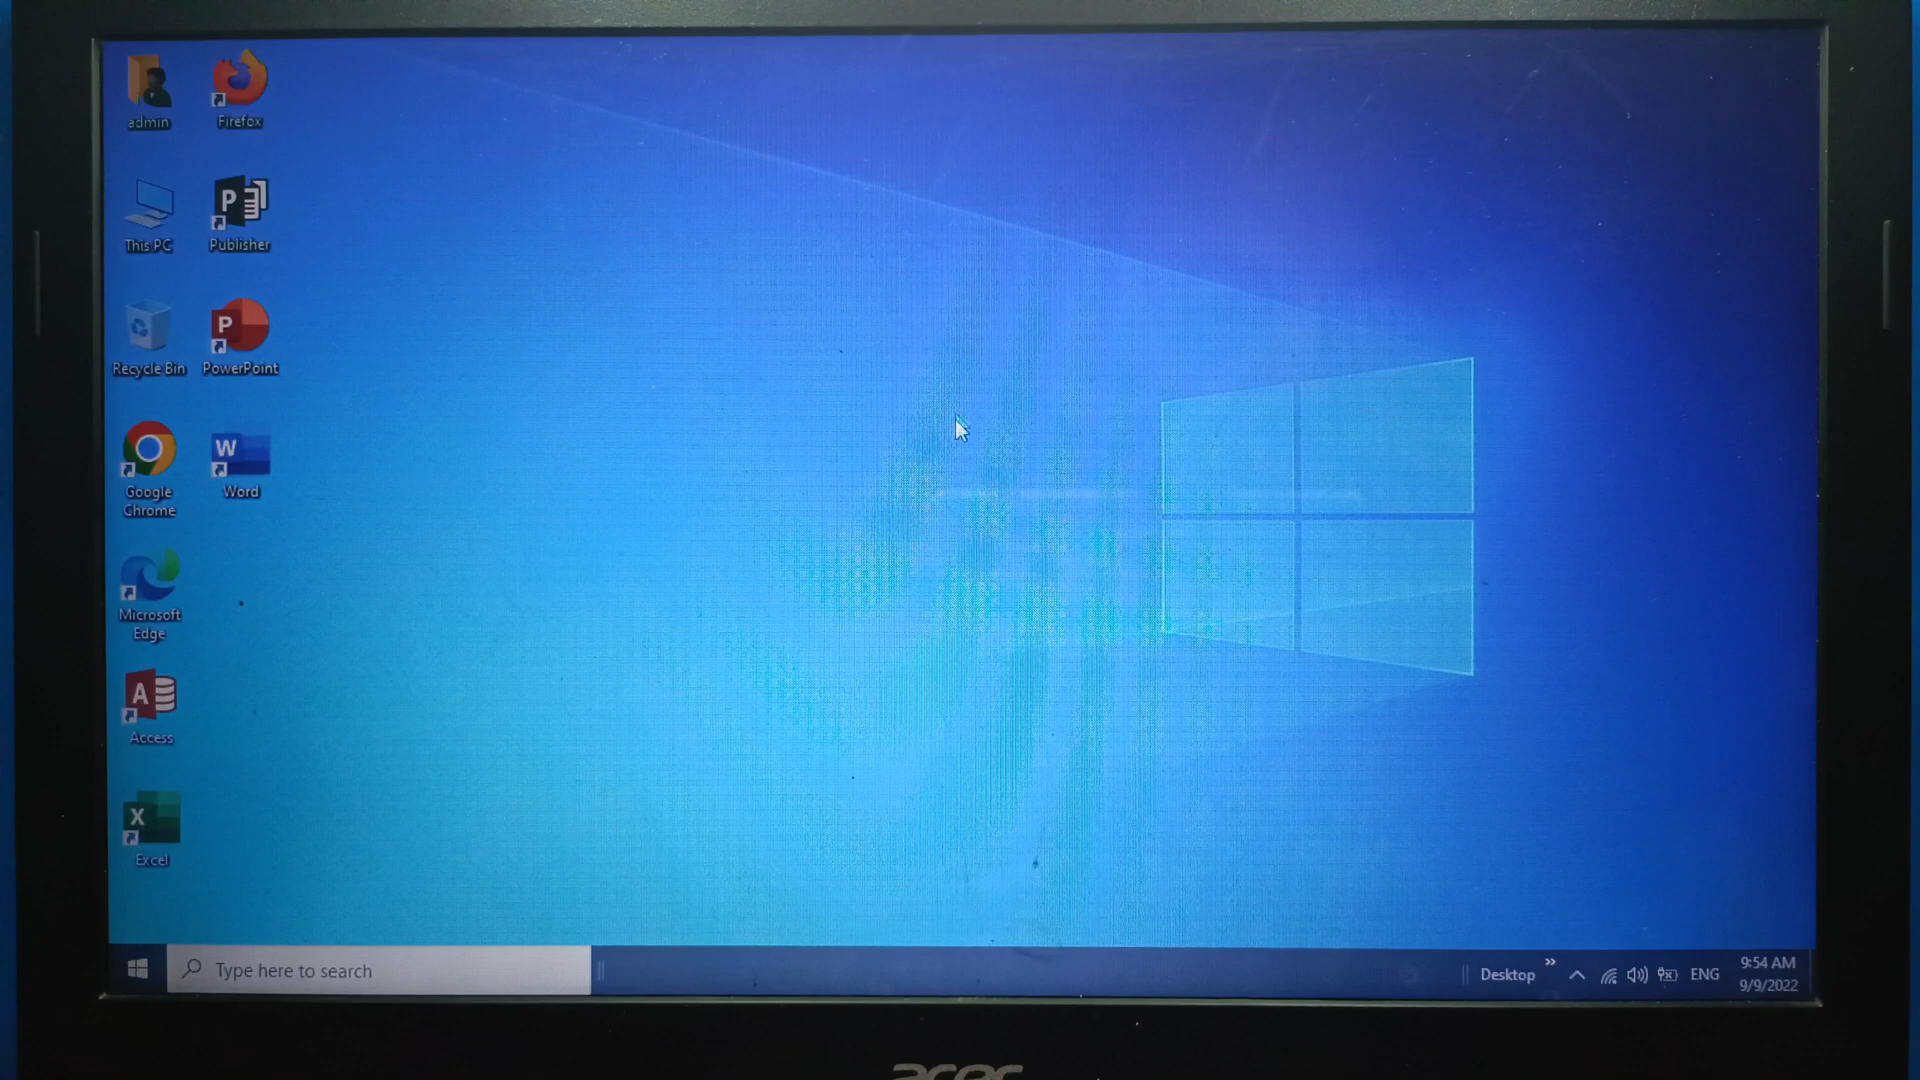 admin
Firefox
This PC
P
Publisher
Recycle Bin
P
PowerPoint
Google
Chrome
W
Word
Microsoft
Edge
A
Access
X
Excel
Type here to search
Desktop
ENG
9:54 AM
9/9/2022
acer